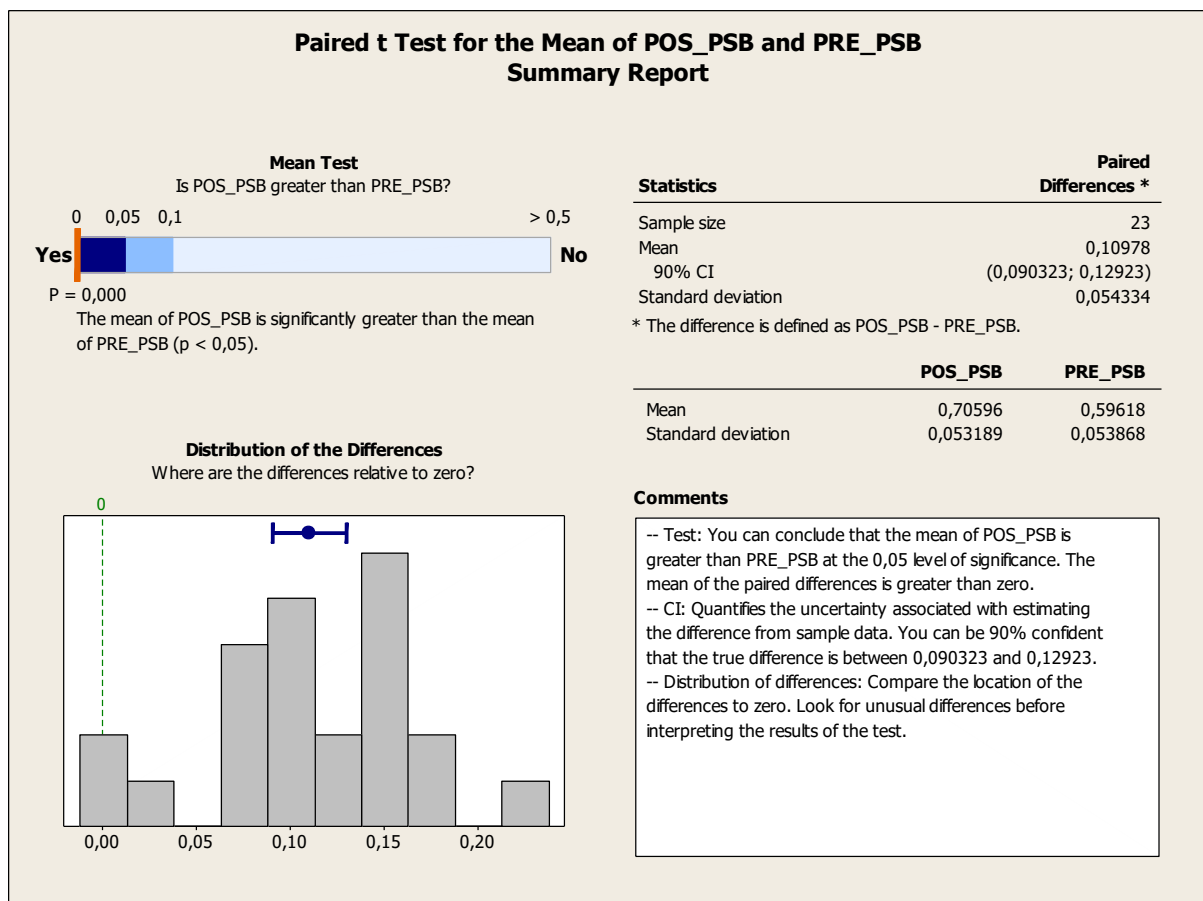 Paired t Test for the Mean of POS_PSB and PRE_PSB
Summary Report
Mean Test
Is POS_PSB greater than PRE_PSB?
0 0,05 0,1 > 0,5
Yes No
P = 0,000
The mean of POS_PSB is significantly greater than the mean
of PRE_PSB (p < 0,05).
Distribution of the Differences
Where are the differences relative to zero?
0
0,00 0,05 0,10 0,15 0,20
Paired
Statistics Differences *
Sample size 23
Mean 0,10978
90% CI (0,090323; 0,12923)
Standard deviation 0,054334
* The difference is defined as POS_PSB - PRE_PSB.
POS_PSB PRE_PSB
Mean 0,70596 0,59618
Standard deviation 0,053189 0,053868
Comments
-- Test: You can conclude that the mean of POS_PSB is
greater than PRE_PSB at the 0,05 level of significance. The
mean of the paired differences is greater than zero.
-- CI: Quantifies the uncertainty associated with estimating
the difference from sample data. You can be 90% confident
that the true difference is between 0,090323 and 0,12923.
-- Distribution of differences: Compare the location of the
differences to zero. Look for unusual differences before
interpreting the results of the test.